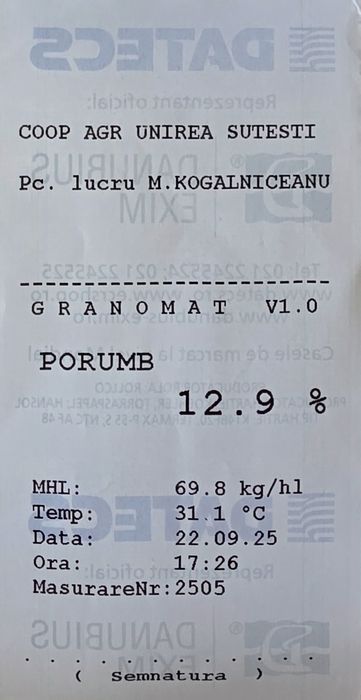 COOP AGR UNIREA SUTESTI
Pc. lucru M.KOGALNICEANU
-----------------------------
G R A N O M A T V1.0
PORUMB
12.9 %
MHL: 69.8 kg/hl
Temp: 31.1 °C
Data: 22.09.25
Ora: 17:26
MasurareNr: 2505
. . . . . . . . . . . . . .
( Semnatura )